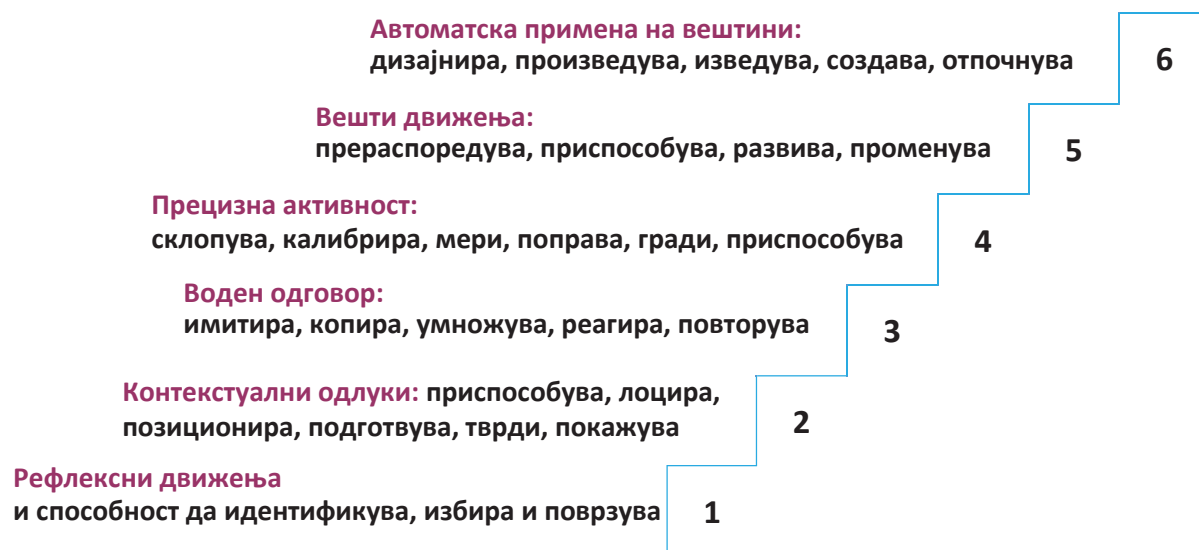 Автоматска примена на вештини:
дизајнира, произведува, изведува, создава, отпочнува
6
Вешти движења:
прераспоредува, приспособува, развива, променува
5
Прецизна активност:
склопува, калибрира, мери, поправа, гради, приспособува
4
Воден одговор:
имитира, копира, умножува, реагира, повторува
3
Контекстуални одлуки: приспособува, лоцира,
позиционира, подготвува, тврди, покажува
2
Рефлексни движења
и способност да идентификува, избира и поврзува
1